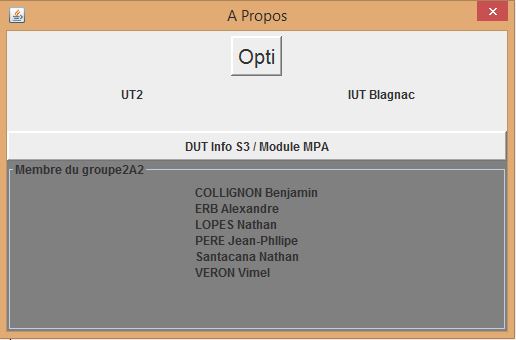 A Propos
Opti
UT2 IUT Blagnac
DUT Info S3 / Module MPA
Membre du groupe2A2
COLLIGNON Benjamin
ERB Alexandre
LOPES Nathan
PERE Jean-Philipe
Santacana Nathan
VERON Vimel